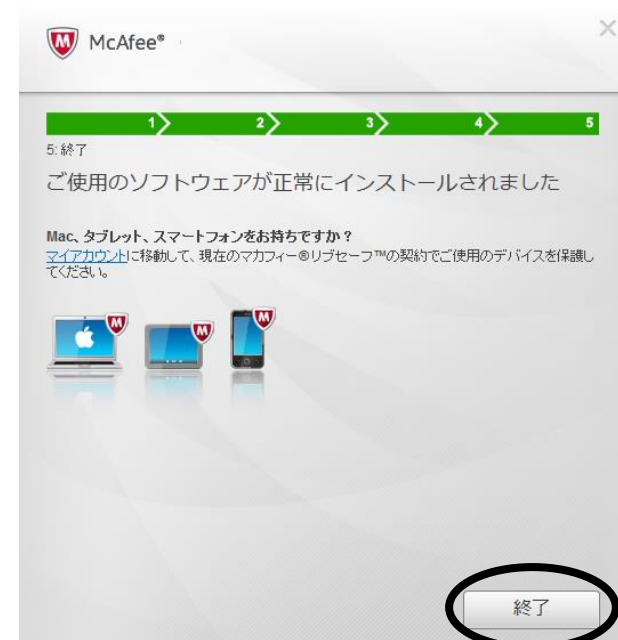 McAfee®
1 2 3 4 5
5: 終了
ご使用のソフトウェアが正常にインストールされました
Mac、タブレット、スマートフォンをお持ちですか？
マイアカウントに移動して、現在のマカフィー®リブセーフ™の契約でご使用のデバイスを保護し
てください。
終了